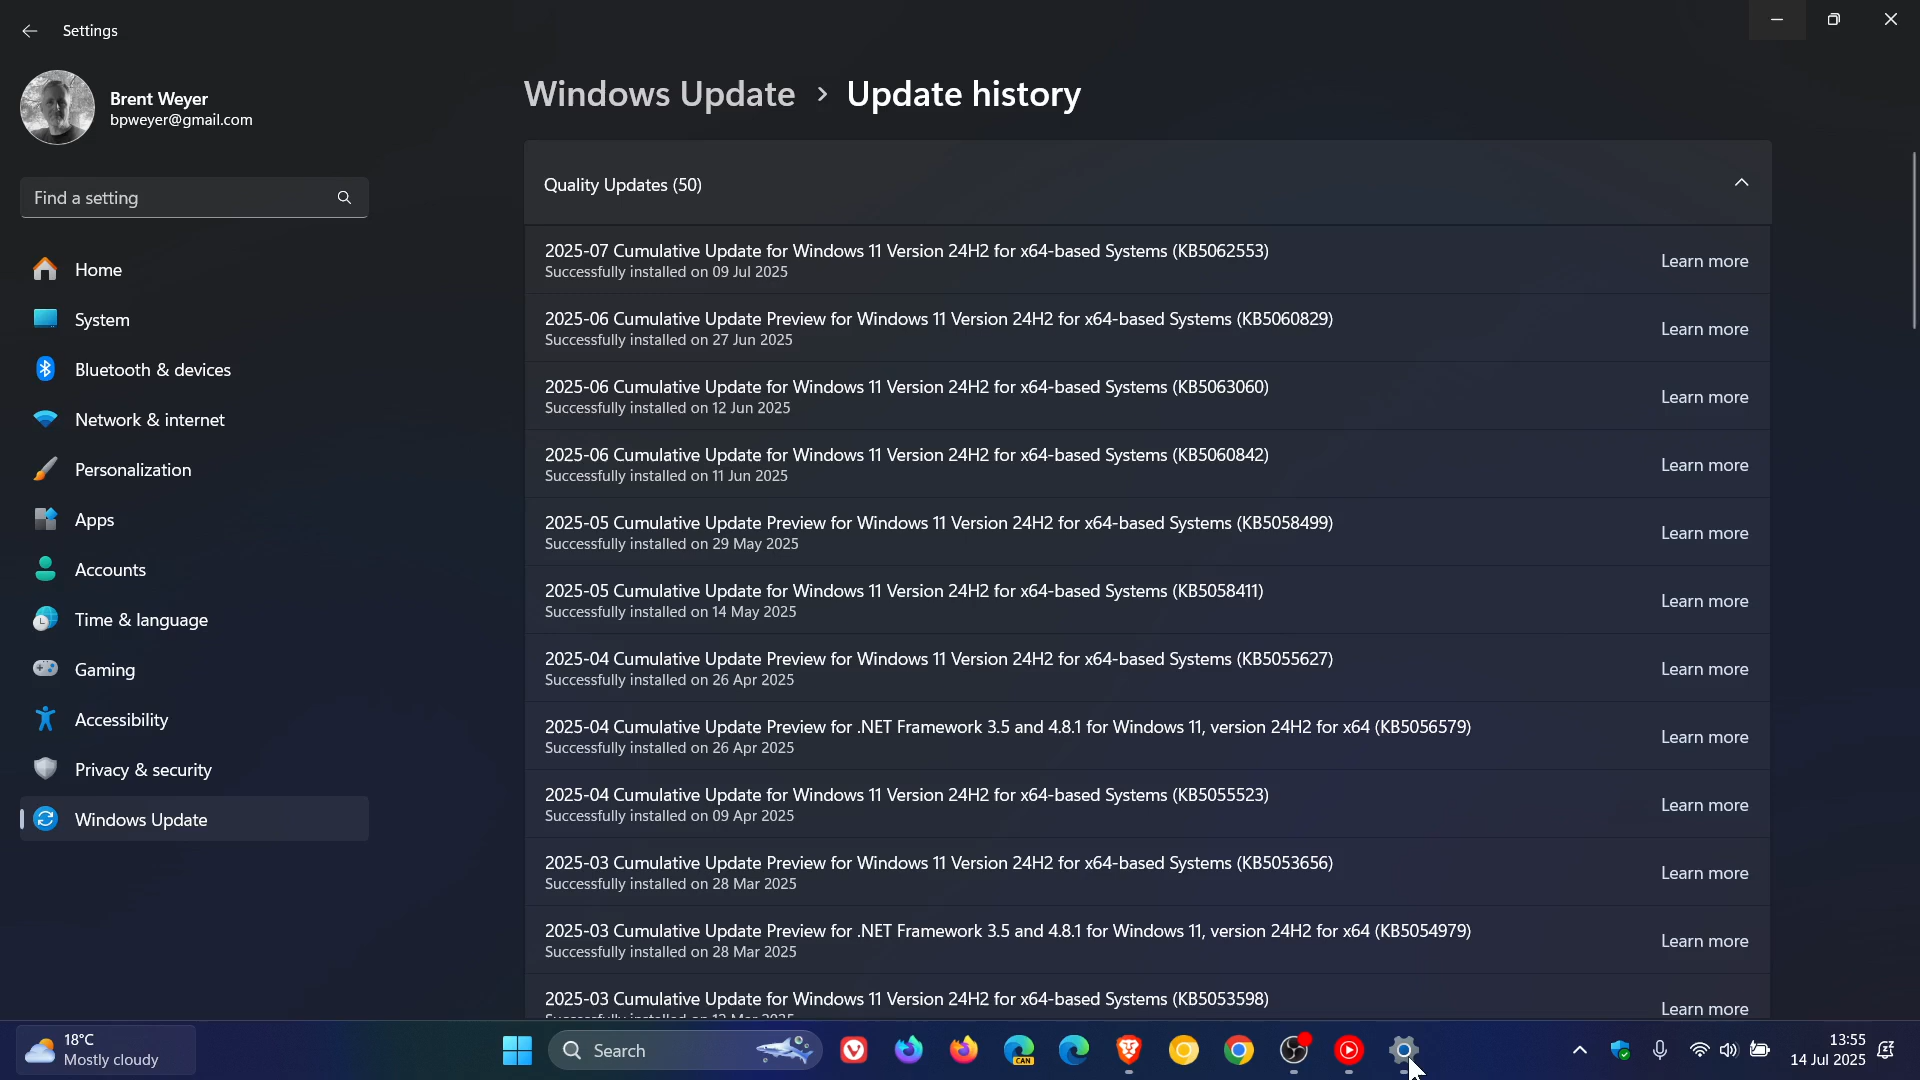 Settings
Brent Weyer
bpweyer@gmail.com
Find a setting
Home
System
Bluetooth & devices
Network & internet
Personalization
Apps
Accounts
Time & language
Gaming
Accessibility
Privacy & security
Windows Update
Windows Update > Update history
Quality Updates (50)
2025-07 Cumulative Update for Windows 11 Version 24H2 for x64-based Systems (KB5062553)
Successfully installed on 09 Jul 2025
Learn more
2025-06 Cumulative Update Preview for Windows 11 Version 24H2 for x64-based Systems (KB5060829)
Successfully installed on 27 Jun 2025
Learn more
2025-06 Cumulative Update for Windows 11 Version 24H2 for x64-based Systems (KB5063060)
Successfully installed on 12 Jun 2025
Learn more
2025-06 Cumulative Update for Windows 11 Version 24H2 for x64-based Systems (KB5060842)
Successfully installed on 11 Jun 2025
Learn more
2025-05 Cumulative Update Preview for Windows 11 Version 24H2 for x64-based Systems (KB5058499)
Successfully installed on 29 May 2025
Learn more
2025-05 Cumulative Update for Windows 11 Version 24H2 for x64-based Systems (KB5058411)
Successfully installed on 14 May 2025
Learn more
2025-04 Cumulative Update Preview for Windows 11 Version 24H2 for x64-based Systems (KB5055627)
Successfully installed on 26 Apr 2025
Learn more
2025-04 Cumulative Update Preview for .NET Framework 3.5 and 4.8.1 for Windows 11, version 24H2 for x64 (KB5056579)
Successfully installed on 26 Apr 2025
Learn more
2025-04 Cumulative Update for Windows 11 Version 24H2 for x64-based Systems (KB5055523)
Successfully installed on 09 Apr 2025
Learn more
2025-03 Cumulative Update Preview for Windows 11 Version 24H2 for x64-based Systems (KB5053656)
Successfully installed on 28 Mar 2025
Learn more
2025-03 Cumulative Update Preview for .NET Framework 3.5 and 4.8.1 for Windows 11, version 24H2 for x64 (KB5054979)
Successfully installed on 28 Mar 2025
Learn more
2025-03 Cumulative Update for Windows 11 Version 24H2 for x64-based Systems (KB5053598)
Learn more
18°C
Mostly cloudy
Search
CAN
13:55
14 Jul 2025